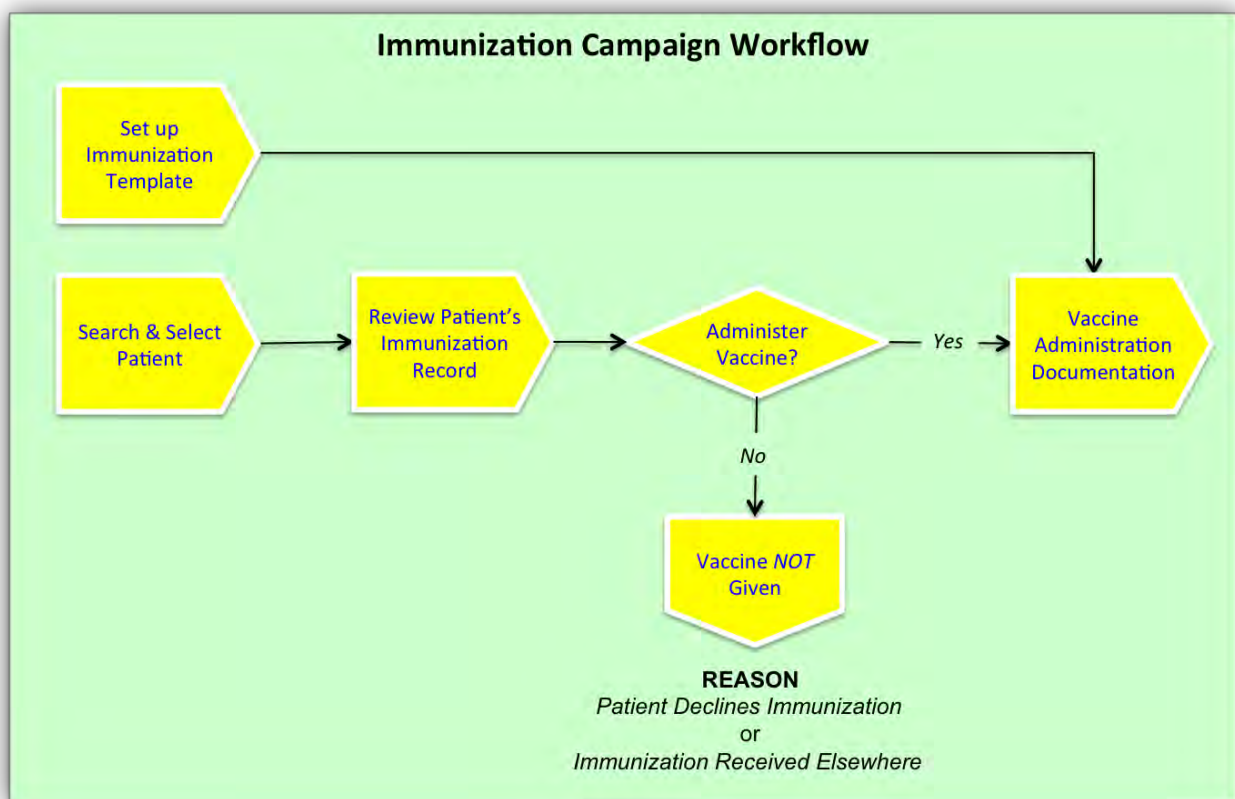 Immunization Campaign Workflow
Set up
Immunization
Template
Search & Select
Patient
Review Patient's
Immunization
Record
Administer
Vaccine?
Yes
Vaccine
Administration
Documentation
No
Vaccine NOT
Given
REASON
Patient Declines Immunization
or
Immunization Received Elsewhere